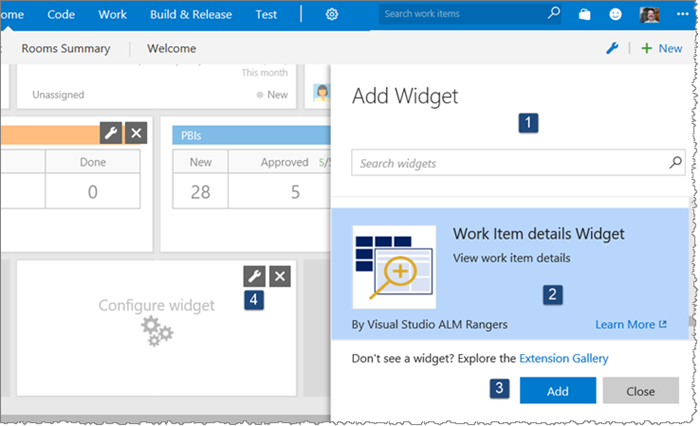 ome Code Work Build & Release Test Search work items
Rooms Summary Welcome New
This month
Unassigned New
Add Widget
1
Search widgets
PBIs
Done New Approved 5/5
0 28 5
Work Item details Widget
View work item details
2
By Visual Studio ALM Rangers Learn More
4
Configure widget
Don't see a widget? Explore the Extension Gallery
3 Add Close